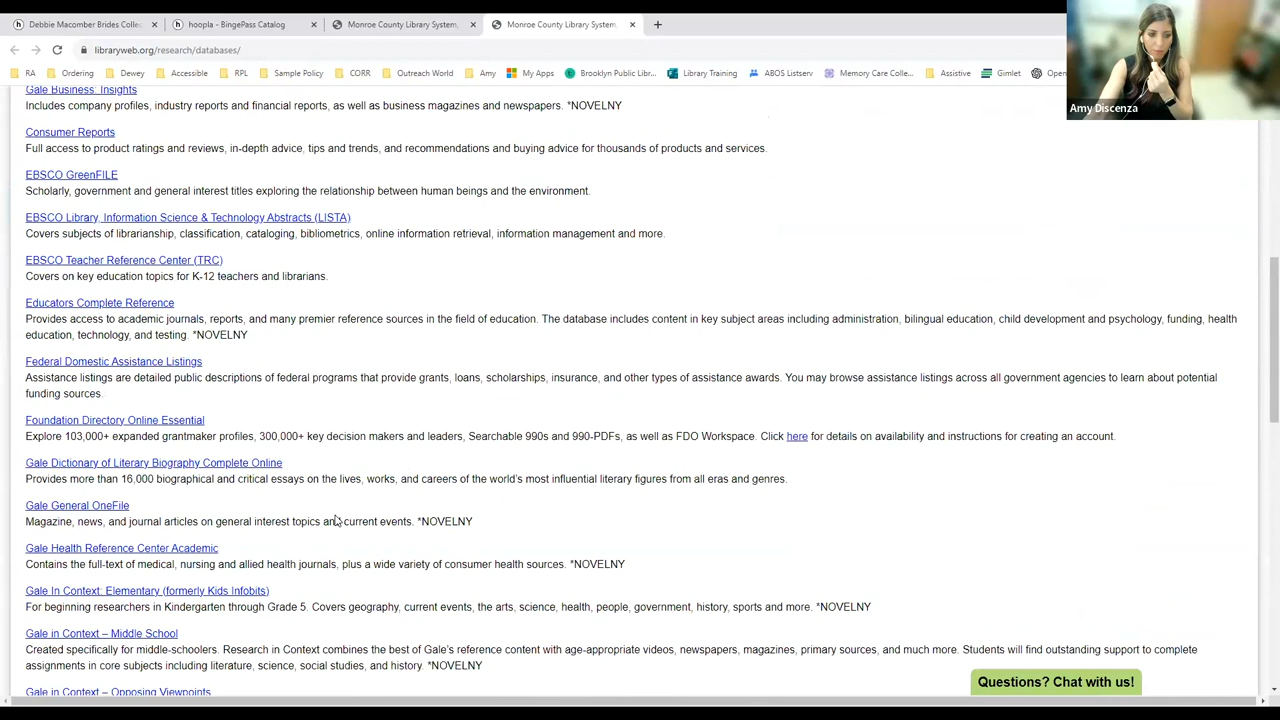 Debbie Macomber Brides Collec
hoopla - BingePass Catalog
Monroe County Library System,
Monroe County Library System,
libraryweb.org/research/databases/
RA
Ordering
Dewey
Accessible
RPL
Sample Policy
CORR
Outreach World
Amy
My Apps
Brooklyn Public Libr...
Library Training
ABOS Listserv
Memory Care Colle...
Assistive
Gimlet
Open
Amy Discenza
Gale Business: Insights
Includes company profiles, industry reports and financial reports, as well as business magazines and newspapers. *NOVELNY
Consumer Reports
Full access to product ratings and reviews, in-depth advice, tips and trends, and recommendations and buying advice for thousands of products and services.
EBSCO GreenFILE
Scholarly, government and general interest titles exploring the relationship between human beings and the environment.
EBSCO Library, Information Science & Technology Abstracts (LISTA)
Covers subjects of librarianship, classification, cataloging, bibliometrics, online information retrieval, information management and more.
EBSCO Teacher Reference Center (TRC)
Covers on key education topics for K-12 teachers and librarians.
Educators Complete Reference
Provides access to academic journals, reports, and many premier reference sources in the field of education. The database includes content in key subject areas including administration, bilingual education, child development and psychology, funding, health
education, technology, and testing. *NOVELNY
Federal Domestic Assistance Listings
Assistance listings are detailed public descriptions of federal programs that provide grants, loans, scholarships, insurance, and other types of assistance awards. You may browse assistance listings across all government agencies to learn about potential
funding sources.
Foundation Directory Online Essential
Explore 103,000+ expanded grantmaker profiles, 300,000+ key decision makers and leaders, Searchable 990s and 990-PDFs, as well as FDO Workspace. Click here for details on availability and instructions for creating an account.
Gale Dictionary of Literary Biography Complete Online
Provides more than 16,000 biographical and critical essays on the lives, works, and careers of the world's most influential literary figures from all eras and genres.
Gale General OneFile
Magazine, news, and journal articles on general interest topics and current events. *NOVELNY
Gale Health Reference Center Academic
Contains the full-text of medical, nursing and allied health journals, plus a wide variety of consumer health sources. *NOVELNY
Gale In Context: Elementary (formerly Kids Infobits)
For beginning researchers in Kindergarten through Grade 5. Covers geography, current events, the arts, science, health, people, government, history, sports and more. *NOVELNY
Gale in Context – Middle School
Created specifically for middle-schoolers. Research in Context combines the best of Gale's reference content with age-appropriate videos, newspapers, magazines, primary sources, and much more. Students will find outstanding support to complete
assignments in core subjects including literature, science, social studies, and history. *NOVELNY
Gale in Context – Opposing Viewpoints
Questions? Chat with us!